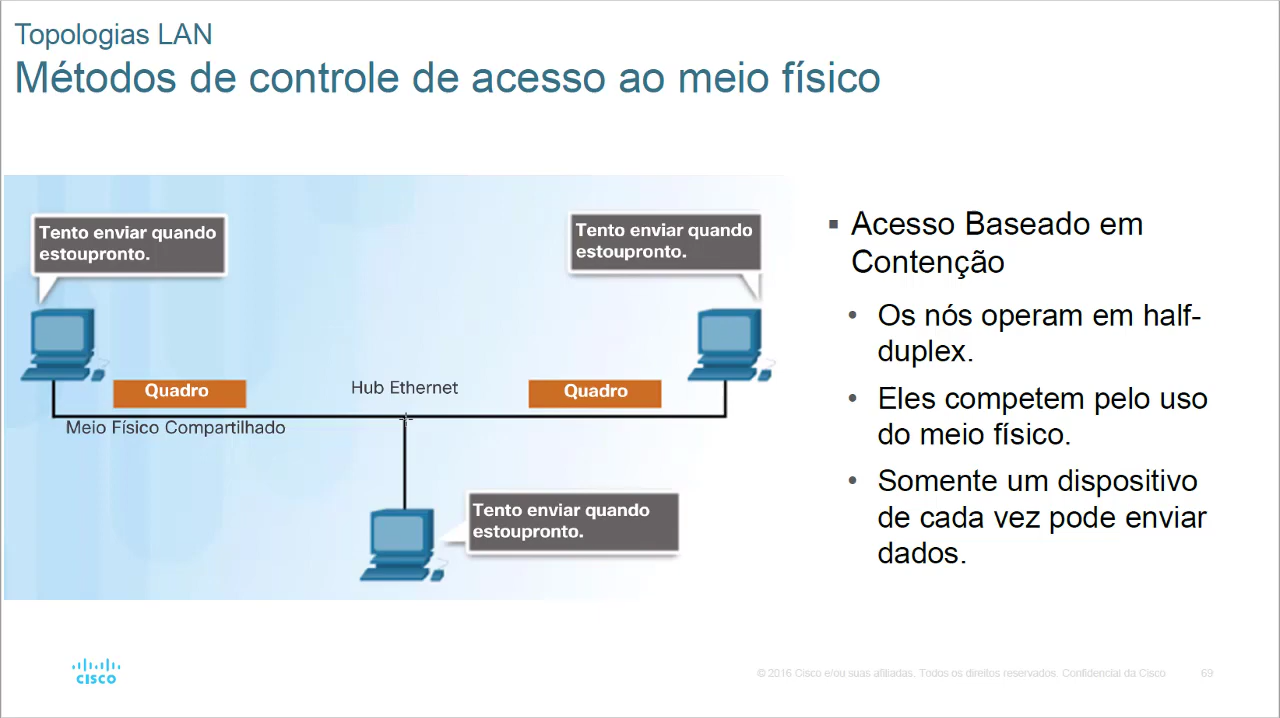 Topologias LAN
Métodos de controle de acesso ao meio físico
Tento enviar quando
estoupronto.
Tento enviar quando
estoupronto.
Quadro
Hub Ethernet
Quadro
Meio Físico Compartilhado
Tento enviar quando
estoupronto.
▪ Acesso Baseado em
Contenção
• Os nós operam em half-
duplex.
• Eles competem pelo uso
do meio físico.
• Somente um dispositivo
de cada vez pode enviar
dados.
CISCO
© 2016 Cisco e/ou suas afiliadas. Todos os direitos reservados. Confidencial da Cisco
69